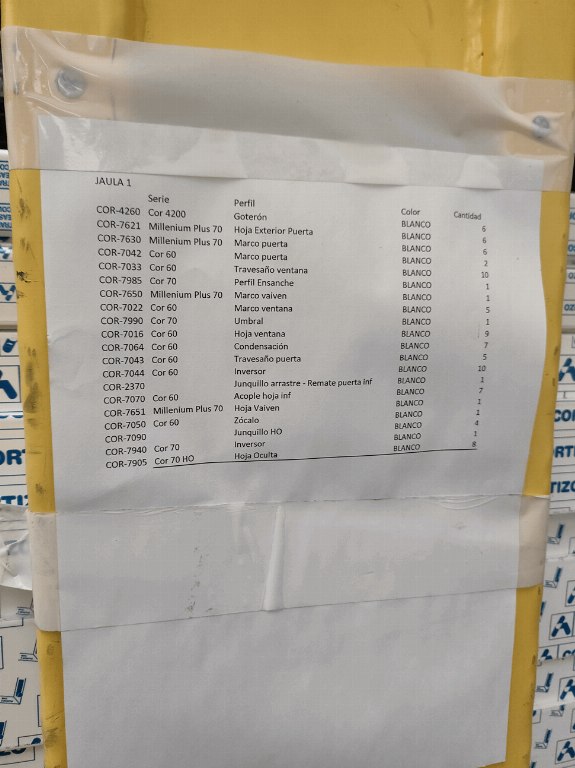 JAULA 1
Serie Perfil Color Cantidad
COR-4260 Cor 4200 Goterón BLANCO 6
COR-7621 Millenium Plus 70 Hoja Exterior Puerta BLANCO 6
COR-7630 Millenium Plus 70 Marco puerta BLANCO 6
COR-7042 Cor 60 Marco puerta BLANCO 2
COR-7033 Cor 60 Travesaño ventana BLANCO 10
COR-7985 Cor 70 Perfil Ensanche BLANCO 1
COR-7650 Millenium Plus 70 Marco vaiven BLANCO 1
COR-7022 Cor 60 Marco ventana BLANCO 5
COR-7990 Cor 70 Umbral BLANCO 1
COR-7016 Cor 60 Hoja ventana BLANCO 9
COR-7064 Cor 60 Condensación BLANCO 7
COR-7043 Cor 60 Travesaño puerta BLANCO 5
COR-7044 Cor 60 Inversor BLANCO 10
COR-2370 Junquillo arrastre - Remate puerta inf BLANCO 1
COR-7070 Cor 60 Acople hoja inf BLANCO 7
COR-7651 Millenium Plus 70 Hoja Vaiven BLANCO 1
COR-7050 Cor 60 Zócalo BLANCO 1
COR-7090 Junquillo HO BLANCO 4
COR-7940 Cor 70 Inversor BLANCO 1
COR-7905 Cor 70 HO Hoja Oculta BLANCO 8